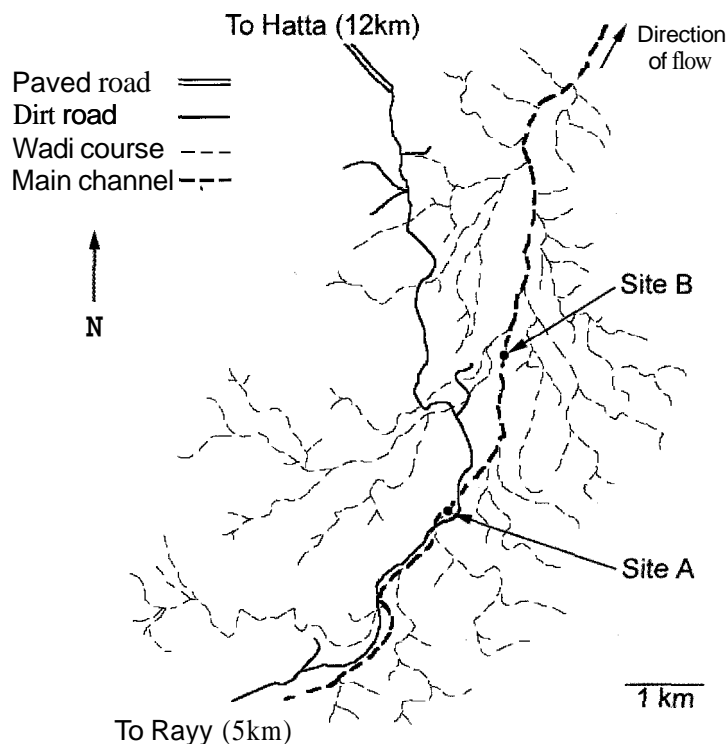 To Hatta (12km)
Direction
of flow
Paved road
Dirt road
Wadi course
Main channel
N
Site B
Site A
1 km
To Rayy (5km)